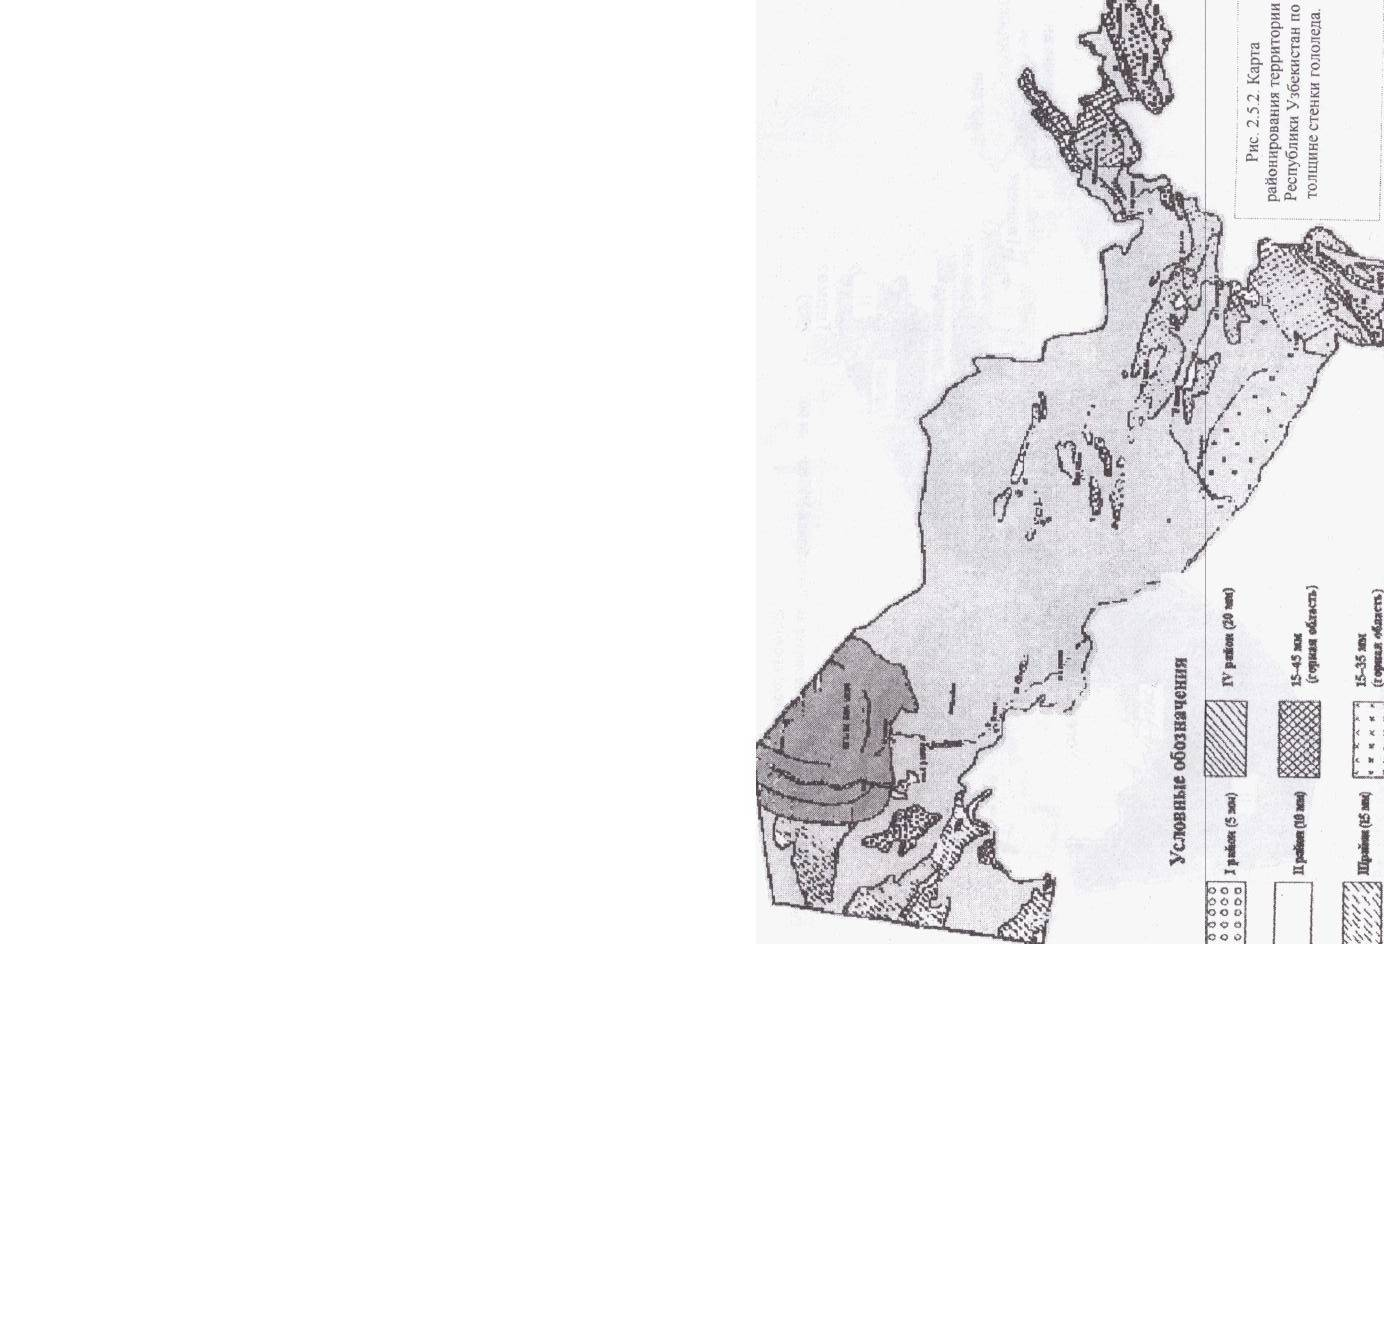 Рис. 2.5.2. Карта
районирования территории
Республики Узбекистан по
толщине стенки гололеда.
Условные обозначения
I район (5 мм)
II район (10 мм)
III район (15 мм)
IV район (20 мм)
15-45 мм
(горная область)
15-35 мм
(горная область)